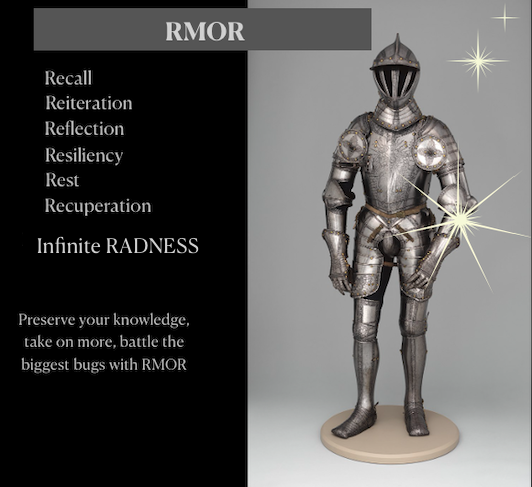 RMOR
Recall
Reiteration
Reflection
Resiliency
Rest
Recuperation
Infinite RADNESS
Preserve your knowledge,
take on more, battle the
biggest bugs with RMOR